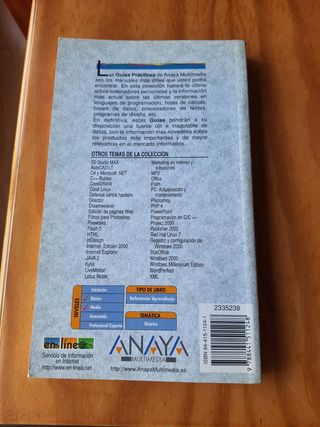 Las Guías Prácticas de Anaya Multimedia
son los manuales más útiles que usted podrá
encontrar. En esta colección hallará lo último
sobre ordenadores personales y la información
más actual sobre las últimas versiones de
lenguajes de programación, hojas de cálculo,
bases de datos, procesadores de textos,
programas de diseño, etc.
En definitiva, estas Guías pondrán a su
disposición una fuente útil e inagotable de
datos, con la información más novedosa sobre
los productos más importantes y de mayor
relevancia en el mercado informático.
OTROS TEMAS DE LA COLECCIÓN
3D Studio MAX
AutoCAD LT
C# y Microsoft .NET
C++ Builder
CorelDRAW
Corel Linux
Defensa contra hackers
Director
Dreamweaver
Edición de páginas Web
Filtros para Photoshop
Fireworks
Flash 5
HTML
InDesign
Internet, Edición 2000
Internet Explorer
JAVA 2
Kylix
LiveMotion
Lotus Notes
Marketing en Internet y
e-business
MP3
Office
Palm
PC. Actualización y
mantenimiento
Photoshop
PHP 4
PowerPoint
Programación en C/C++
Project 2000
Publisher 2000
Red Hat Linux 7
Registro y configuración de
Windows 2000
StarOffice
Windows 2000
Windows Millennium Edition
WordPerfect
XML
NIVELES
Iniciación
Básico
Medio
Avanzado
Profesional/Experto
TIPO DE LIBRO
Referencia/Aprendizaje
TEMÁTICA
Diseño
en-línea
Servicio de Información
en Internet
http://www.en-linea.net
ANAYA
MULTIMEDIA
http://www.AnayaMultimedia.es
2335238
ISBN 84-415-1124-1
9 788441 511248